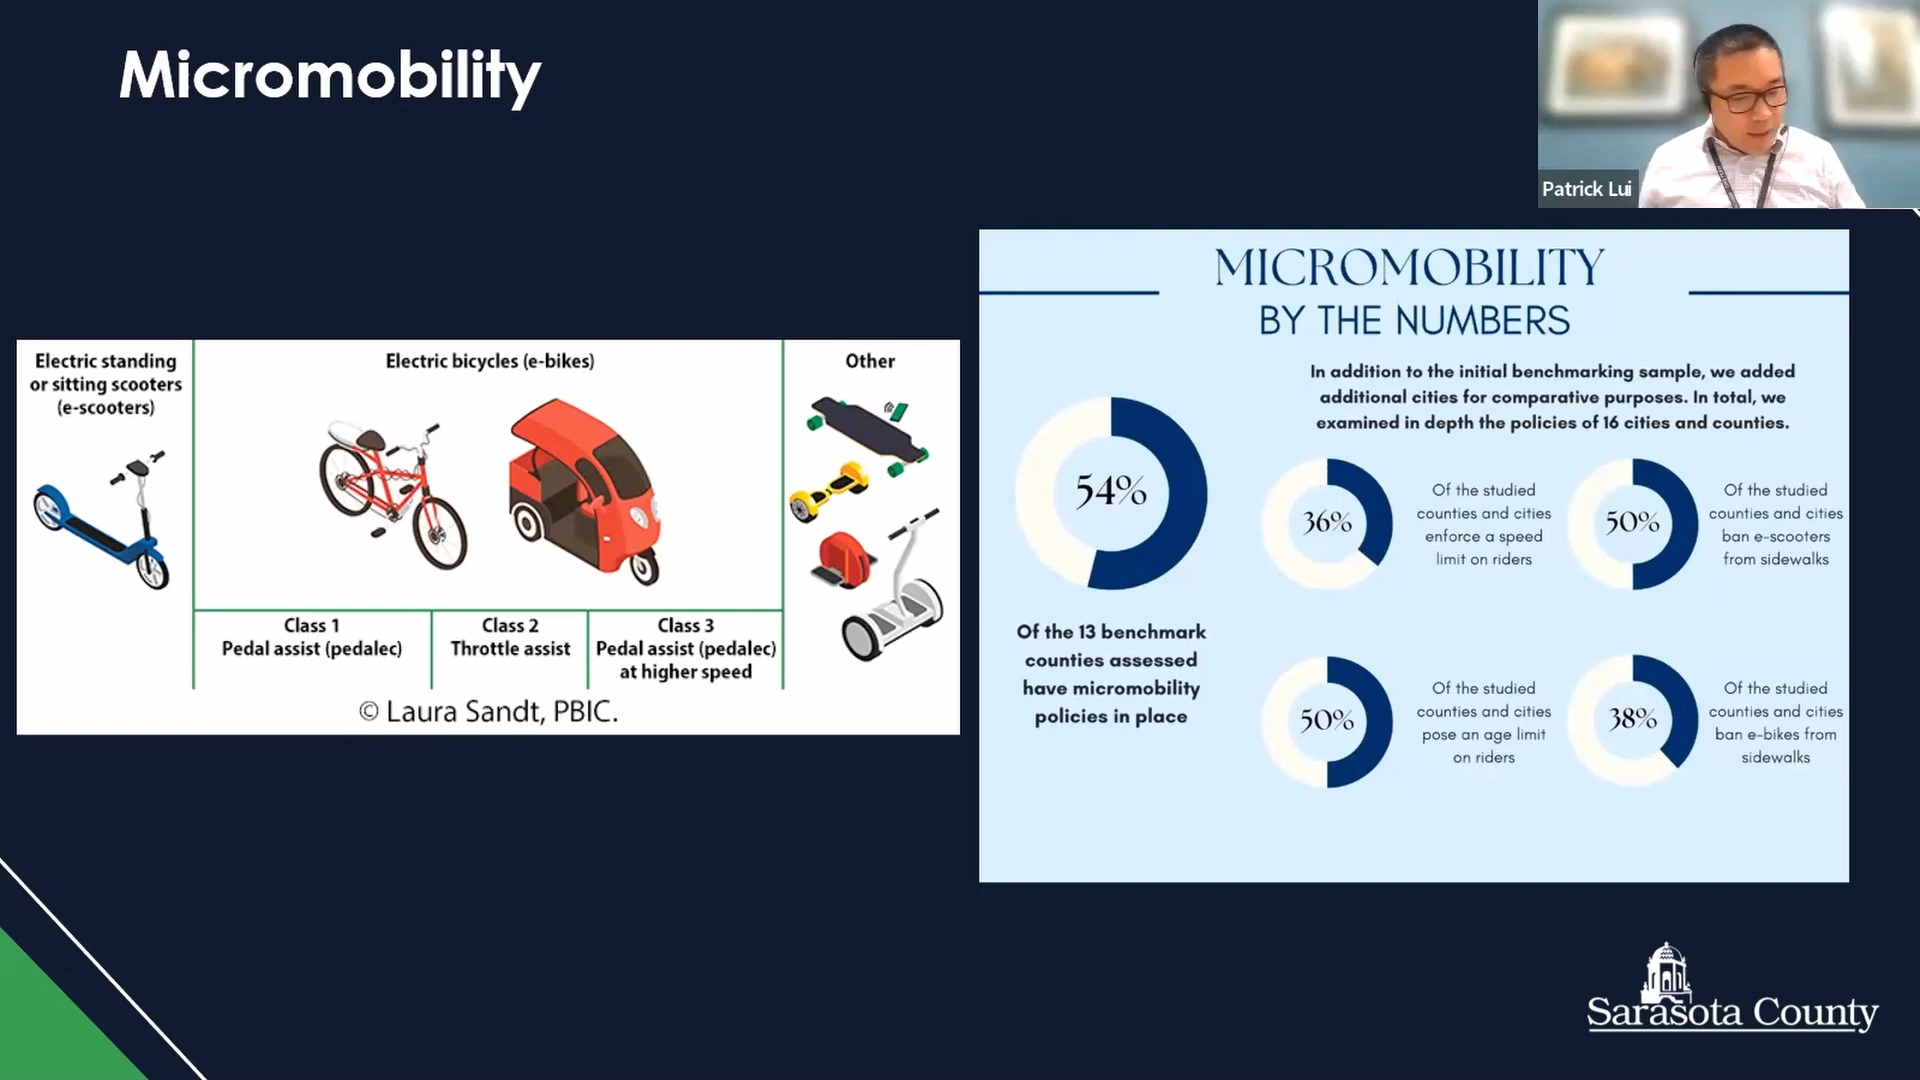 Micromobility
Patrick Lui
Electric standing
or sitting scooters
(e-scooters)
Electric bicycles (e-bikes)
Other
Class 1
Pedal assist (pedalec)
Class 2
Throttle assist
Class 3
Pedal assist (pedalec)
at higher speed
© Laura Sandt, PBIC.
MICROMOBILITY
BY THE NUMBERS
In addition to the initial benchmarking sample, we added
additional cities for comparative purposes. In total, we
examined in depth the policies of 16 cities and counties.
54%
Of the 13 benchmark
counties assessed
have micromobility
policies in place
36%
Of the studied
counties and cities
enforce a speed
limit on riders
50%
Of the studied
counties and cities
ban e-scooters
from sidewalks
50%
Of the studied
counties and cities
pose an age limit
on riders
38%
Of the studied
counties and cities
ban e-bikes from
sidewalks
Sarasota County